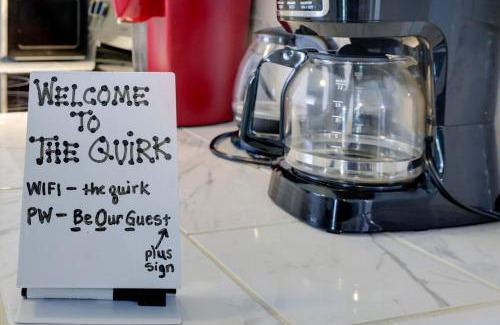 WELCOME
TO
THE QUIRK
WIFI - the quirk
PW - BeOurGuest
plus
sign